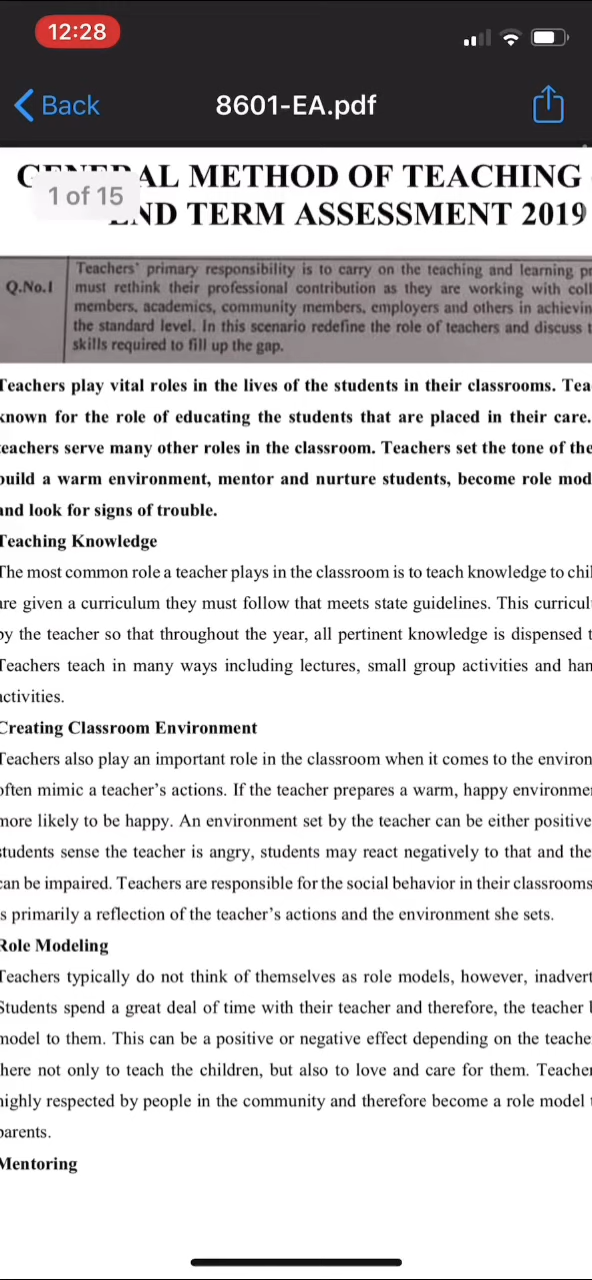 12:28
Back
8601-EA.pdf
AL METHOD OF TEACHING
1 of 15
ND TERM ASSESSMENT 2019
Q.No.1
Teachers' primary responsibility is to carry on the teaching and learning
must rethink their professional contribution as they are working with
members, academics, community members, employers and others in
the standard level. In this scenario redefine the role of teachers and discuss
skills required to fill up the gap.
Teachers play vital roles in the lives of the students in their classrooms.
known for the role of educating the students that are placed in their care.
teachers serve many other roles in the classroom. Teachers set the tone of the
build a warm environment, mentor and nurture students, become role
and look for signs of trouble.
Teaching Knowledge
The most common role a teacher plays in the classroom is to teach knowledge to
are given a curriculum they must follow that meets state guidelines. This
by the teacher so that throughout the year, all pertinent knowledge is dispensed
Teachers teach in many ways including lectures, small group activities and
activities.
Creating Classroom Environment
Teachers also play an important role in the classroom when it comes to the
often mimic a teacher's actions. If the teacher prepares a warm, happy
more likely to be happy. An environment set by the teacher can be either positive
students sense the teacher is angry, students may react negatively to that and the
can be impaired. Teachers are responsible for the social behavior in their classrooms
is primarily a reflection of the teacher's actions and the environment she sets.
Role Modeling
Teachers typically do not think of themselves as role models, however,
Students spend a great deal of time with their teacher and therefore, the teacher
model to them. This can be a positive or negative effect depending on the
here not only to teach the children, but also to love and care for them.
highly respected by people in the community and therefore become a role model
parents.
Mentoring